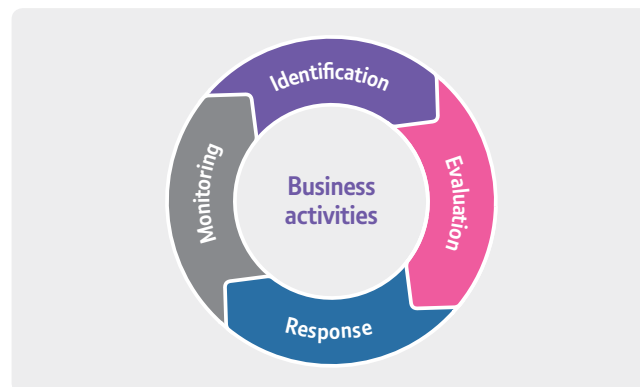 Identification
Evaluation
Response
Monitoring
Business
activities